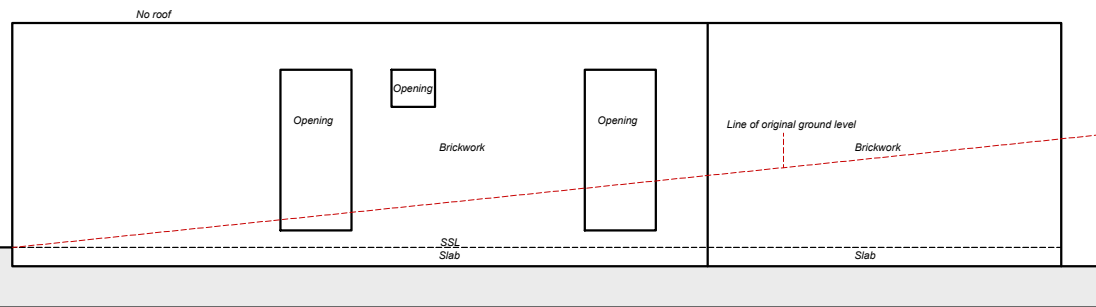 No roof
Opening
Opening
Opening
Line of original ground level
Brickwork
Brickwork
SSL
Slab
Slab